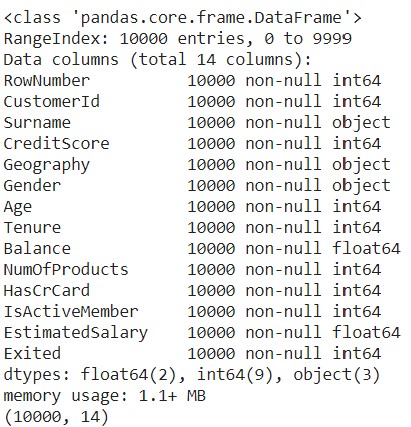 <class 'pandas.core.frame.DataFrame'>
RangeIndex: 10000 entries, 0 to 9999
Data columns (total 14 columns):
RowNumber          10000 non-null int64
CustomerId         10000 non-null int64
Surname            10000 non-null object
CreditScore        10000 non-null int64
Geography          10000 non-null object
Gender             10000 non-null object
Age                10000 non-null int64
Tenure             10000 non-null int64
Balance            10000 non-null float64
NumOfProducts      10000 non-null int64
HasCrCard          10000 non-null int64
IsActiveMember     10000 non-null int64
EstimatedSalary    10000 non-null float64
Exited             10000 non-null int64
dtypes: float64(2), int64(9), object(3)
memory usage: 1.1+ MB
(10000, 14)